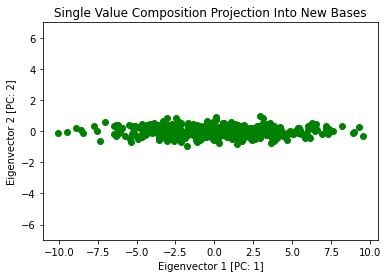 Single Value Composition Projection Into New Bases
Eigenvector 2 [PC: 2]
6
4
2
0
−2
−4
−6
−10.0 −7.5 −5.0 −2.5 0.0 2.5 5.0 7.5 10.0
Eigenvector 1 [PC: 1]